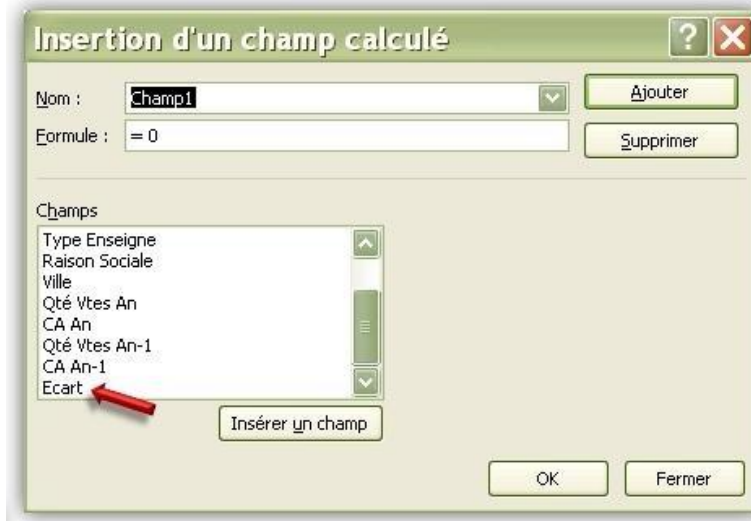 Insertion d'un champ calculé
Nom : Champ1 Ajouter
Formule : = 0 Supprimer
Champs
Type Enseigne
Raison Sociale
Ville
Qté Vtes An
CA An
Qté Vtes An-1
CA An-1
Ecart
Insérer un champ
OK Fermer